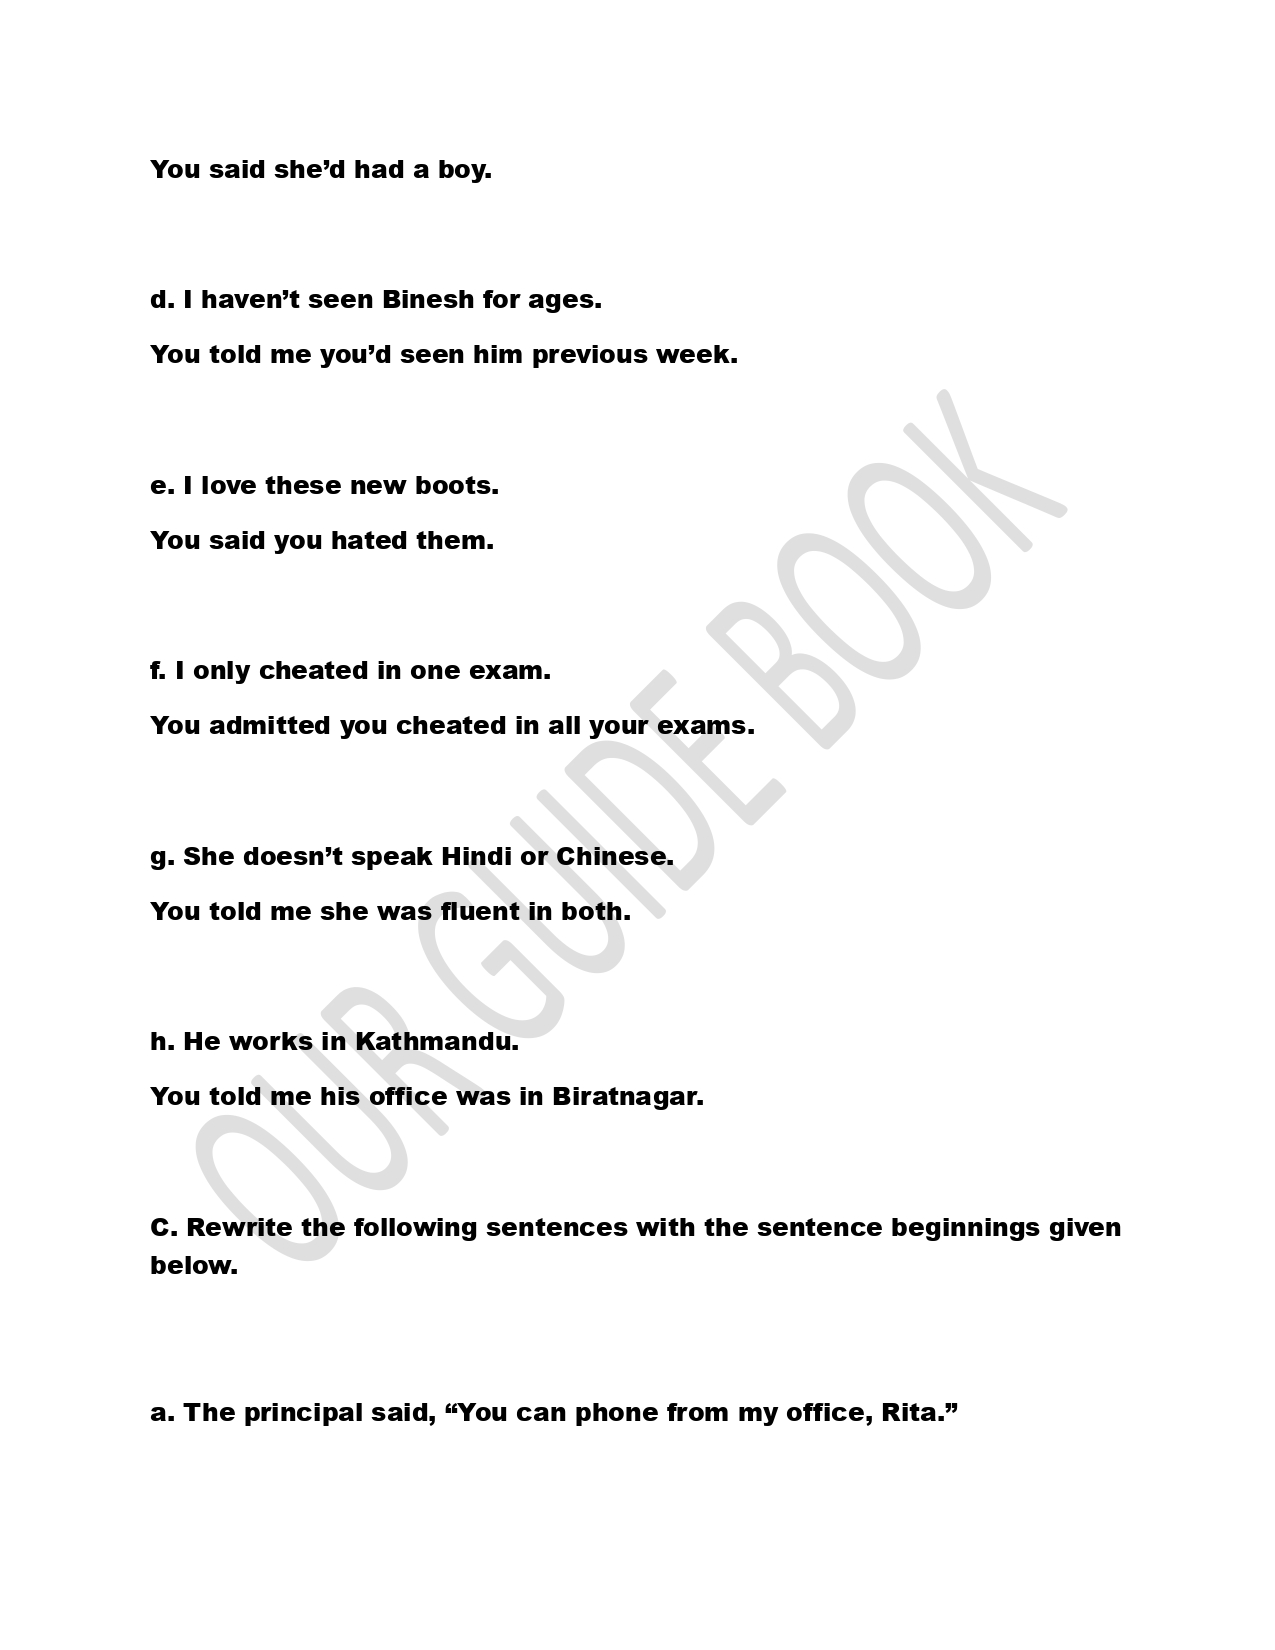 You said she’d had a boy.
d. I haven’t seen Binesh for ages.
You told me you’d seen him previous week.
e. I love these new boots.
You said you hated them.
f. I only cheated in one exam.
You admitted you cheated in all your exams.
g. She doesn’t speak Hindi or Chinese.
You told me she was fluent in both.
h. He works in Kathmandu.
You told me his office was in Biratnagar.
C. Rewrite the following sentences with the sentence beginnings given
below.
a. The principal said, “You can phone from my office, Rita.”
OUR GUIDE BOOK